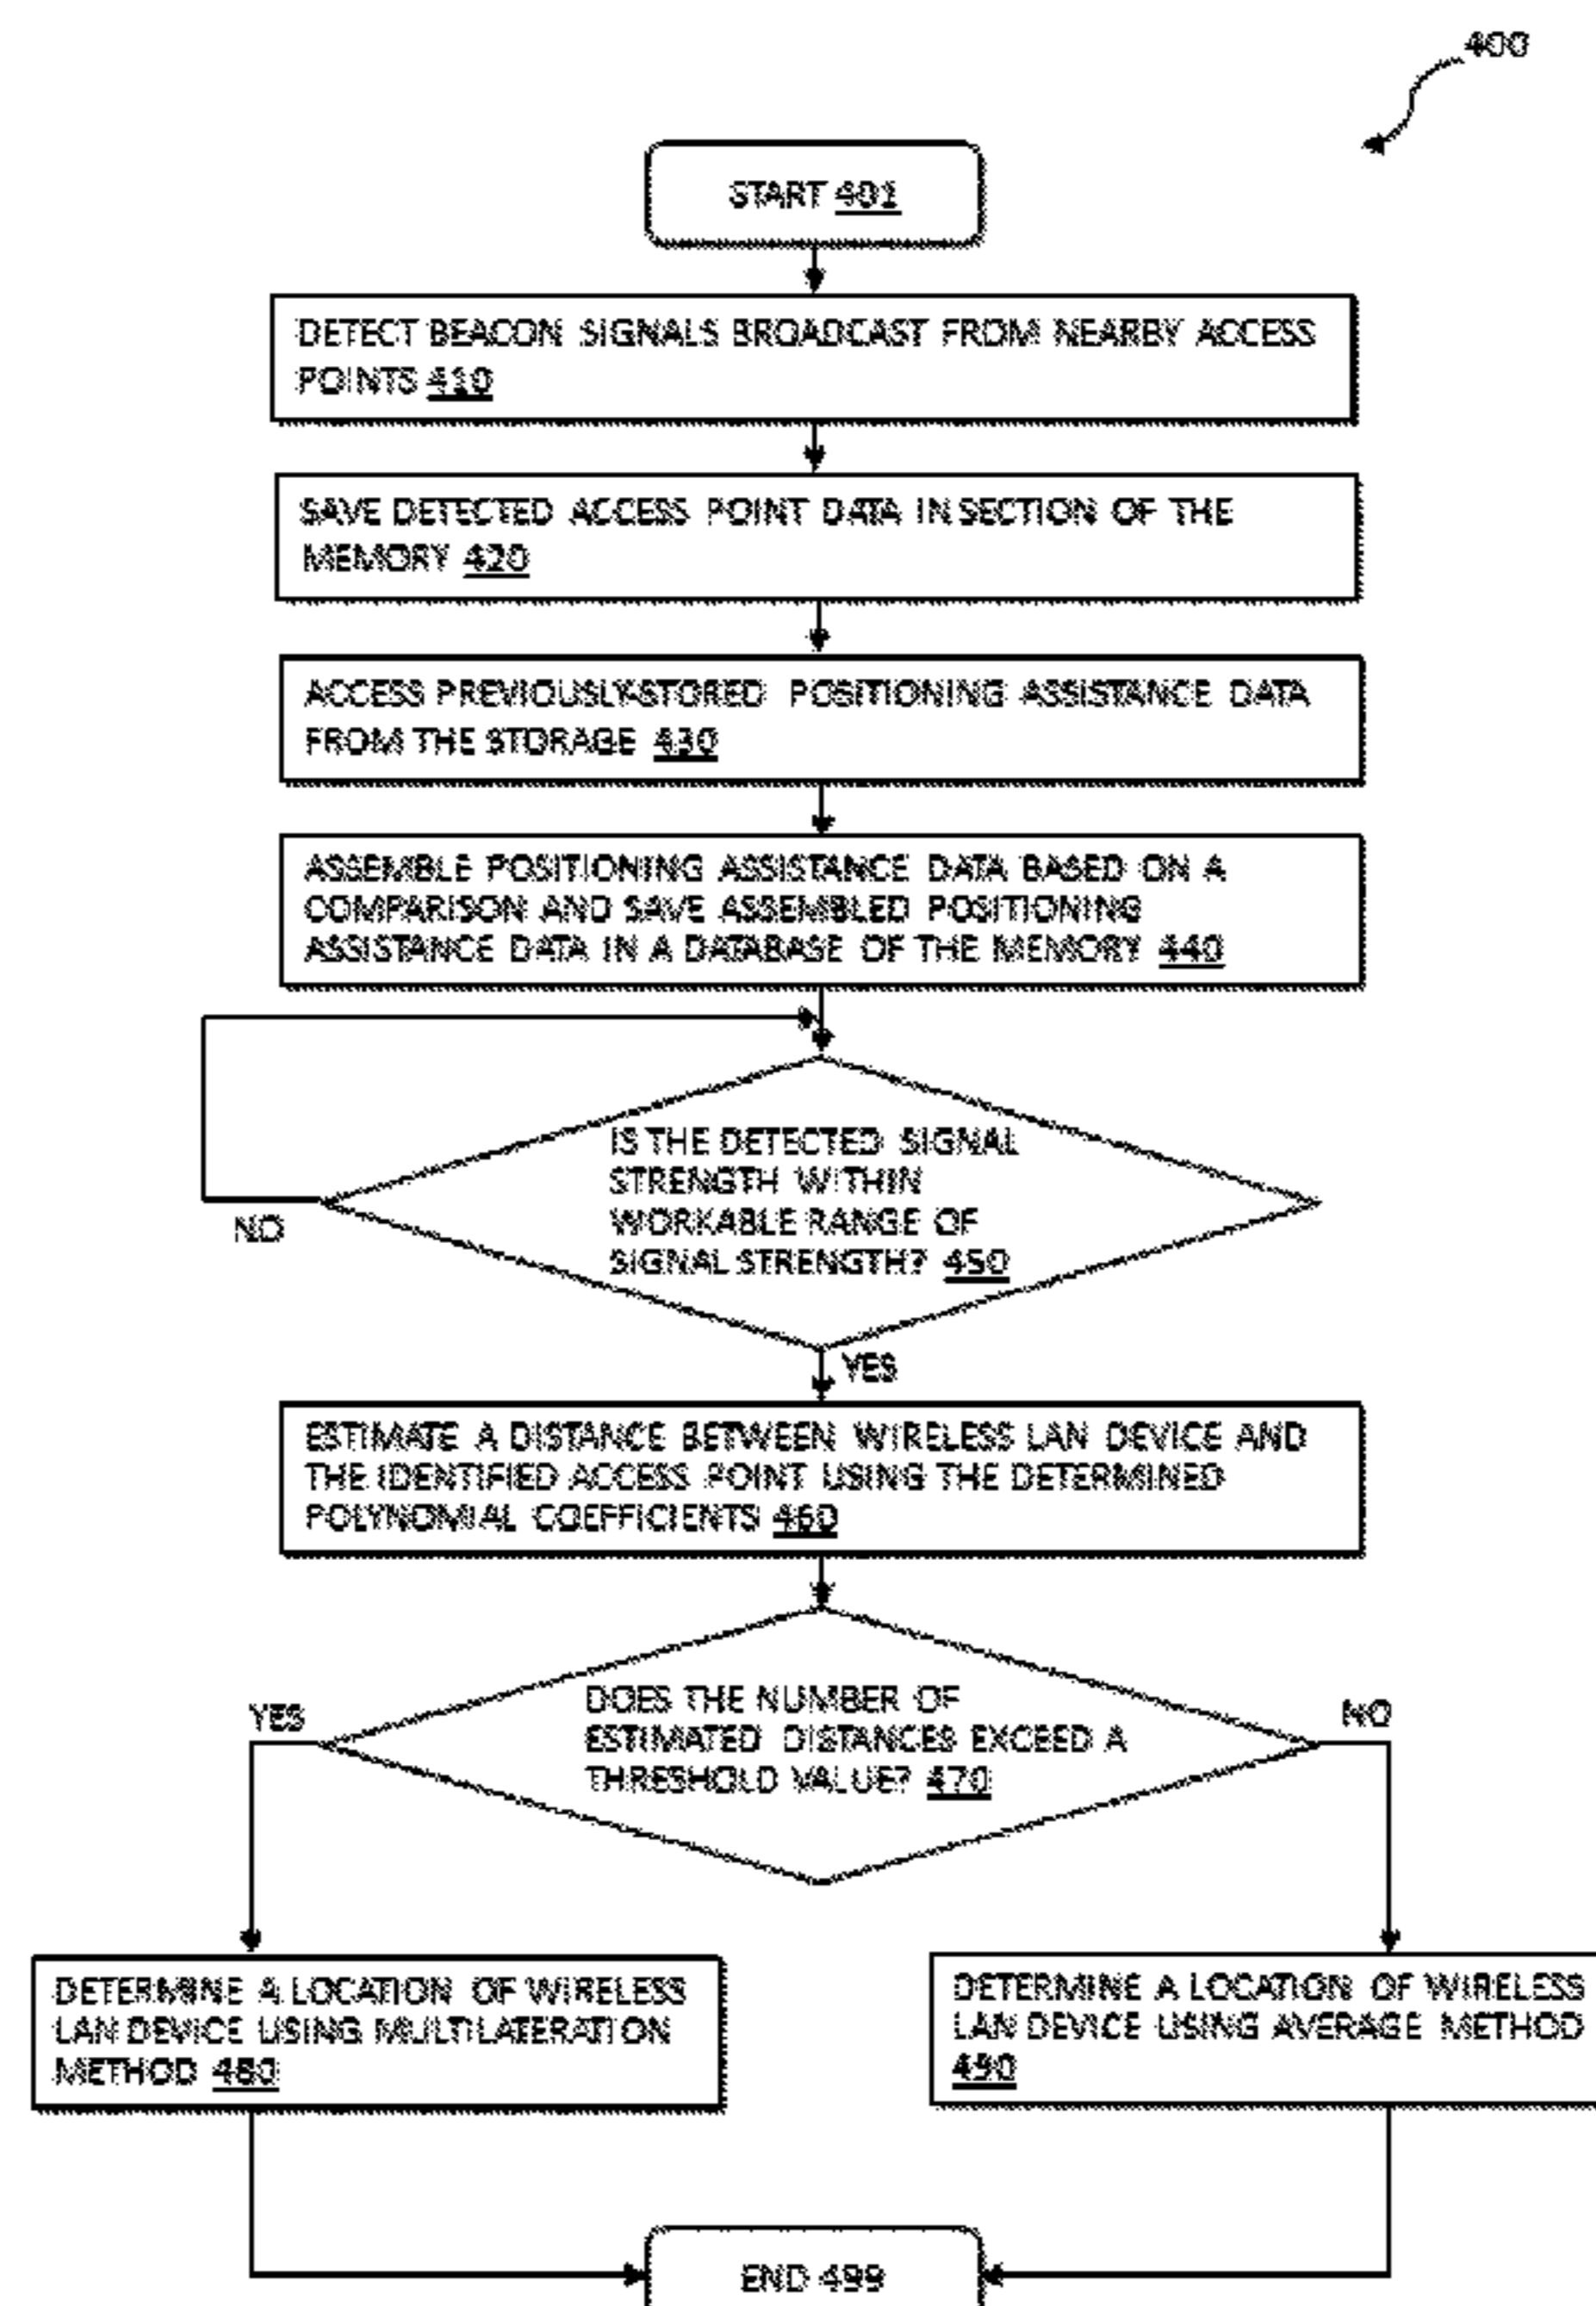 400
START 401
DETECT BEACON SIGNALS BROADCAST FROM NEARBY ACCESS
POINTS 410
SAVE DETECTED ACCESS POINT DATA IN SECTION OF THE
MEMORY 420
ACCESS PREVIOUSLY-STORED POSITIONING ASSISTANCE DATA
FROM THE STORAGE 430
ASSEMBLE POSITIONING ASSISTANCE DATA BASED ON A
COMPARISON AND SAVE ASSEMBLED POSITIONING
ASSISTANCE DATA IN A DATABASE OF THE MEMORY 440
IS THE DETECTED SIGNAL
STRENGTH WITHIN
WORKABLE RANGE OF
SIGNAL STRENGTH? 450
NO
YES
ESTIMATE A DISTANCE BETWEEN WIRELESS LAN DEVICE AND
THE IDENTIFIED ACCESS POINT USING THE DETERMINED
POLYNOMIAL COEFFICIENTS 460
DOES THE NUMBER OF
ESTIMATED DISTANCES EXCEED A
THRESHOLD VALUE? 470
YES
NO
DETERMINE A LOCATION OF WIRELESS
LAN DEVICE USING MULTILATERATION
METHOD 480
DETERMINE A LOCATION OF WIRELESS
LAN DEVICE USING AVERAGE METHOD
490
END 499